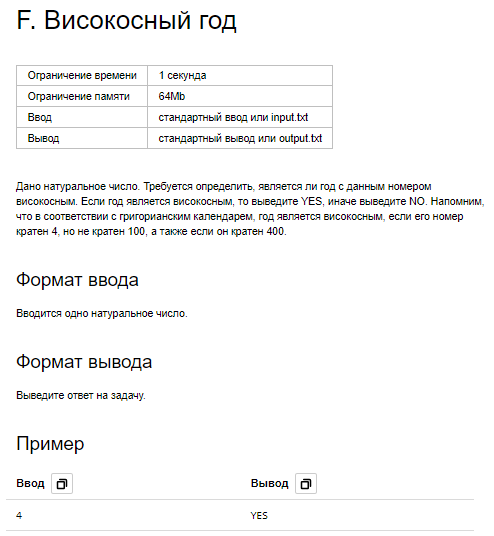 F. Високосный год
Ограничение времени 1 секунда
Ограничение памяти 64Mb
Ввод стандартный ввод или input.txt
Вывод стандартный вывод или output.txt
Дано натуральное число. Требуется определить, является ли год с данным номером
високосным. Если год является високосным, то выведите YES, иначе выведите NO. Напомним,
что в соответствии с григорианским календарем, год является високосным, если его номер
кратен 4, но не кратен 100, а также если он кратен 400.
Формат ввода
Вводится одно натуральное число.
Формат вывода
Выведите ответ на задачу.
Пример
Ввод Вывод
4 YES